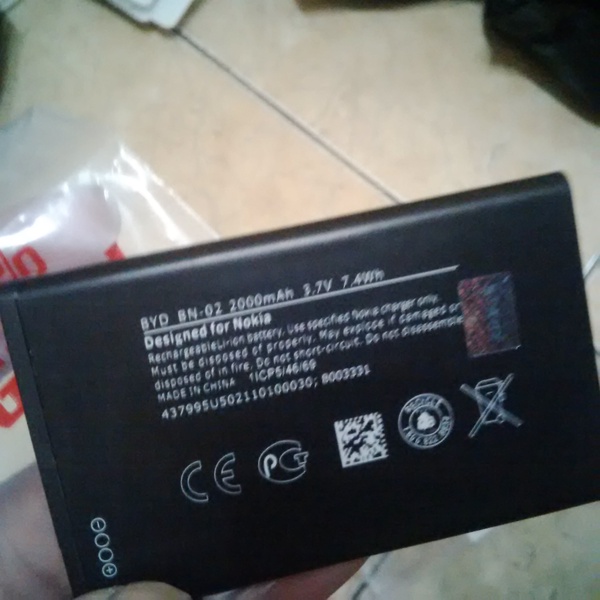 BYD BN-02 2000mAh 3.7V 7.4Wh
Designed for Nokia
Rechargeable Li-ion battery. Use specified Nokia charger only.
Must be disposed of properly. May explode if damaged or
disposed of in fire. Do not short-circuit. Do not disassemble.
MADE IN CHINA 1ICP5/46/69
437995U502110100030; B003331
CE PCT